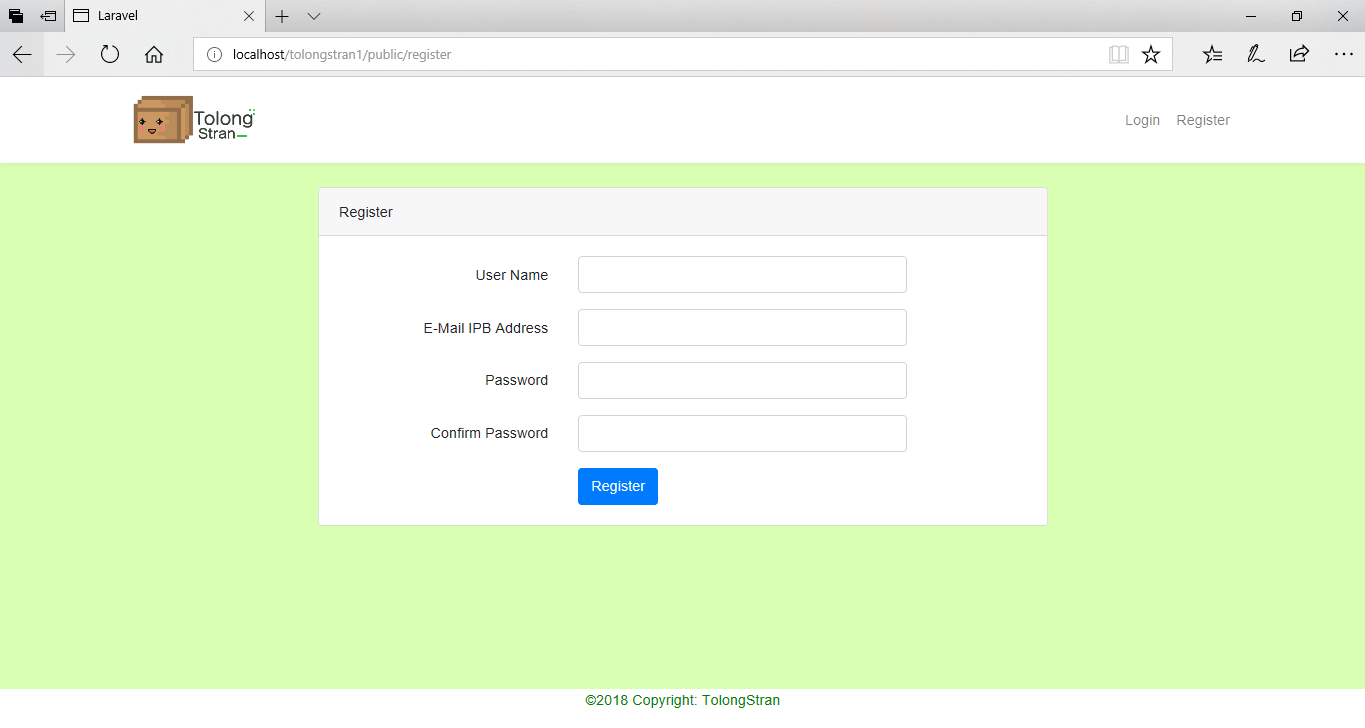 Laravel
localhost/tolongstran1/public/register
Tolong
Stran
Login Register
Register
User Name
E-Mail IPB Address
Password
Confirm Password
Register
©2018 Copyright: TolongStran